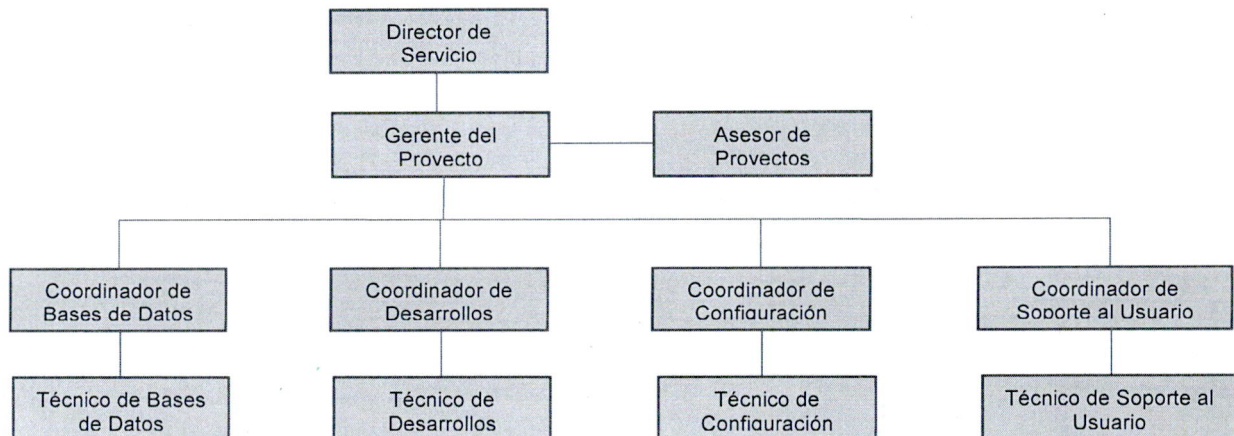 Director de
Servicio
Gerente del
Proyecto
Asesor de
Proyectos
Coordinador de
Bases de Datos
Coordinador de
Desarrollos
Coordinador de
Configuración
Coordinador de
Soporte al Usuario
Técnico de Bases
de Datos
Técnico de
Desarrollos
Técnico de
Configuración
Técnico de Soporte al
Usuario